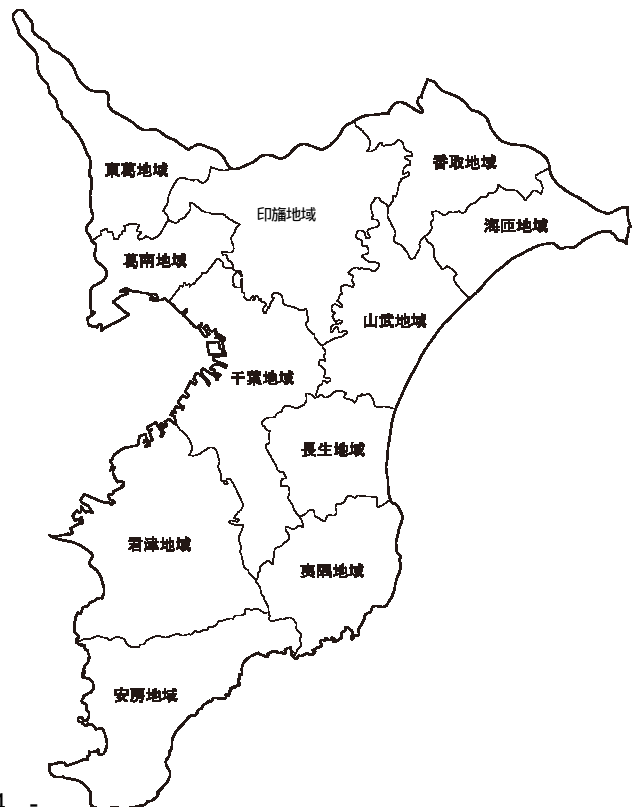 東葛地域
香取地域
印旛地域
海匝地域
葛南地域
山武地域
千葉地域
長生地域
君津地域
夷隅地域
安房地域
1 -